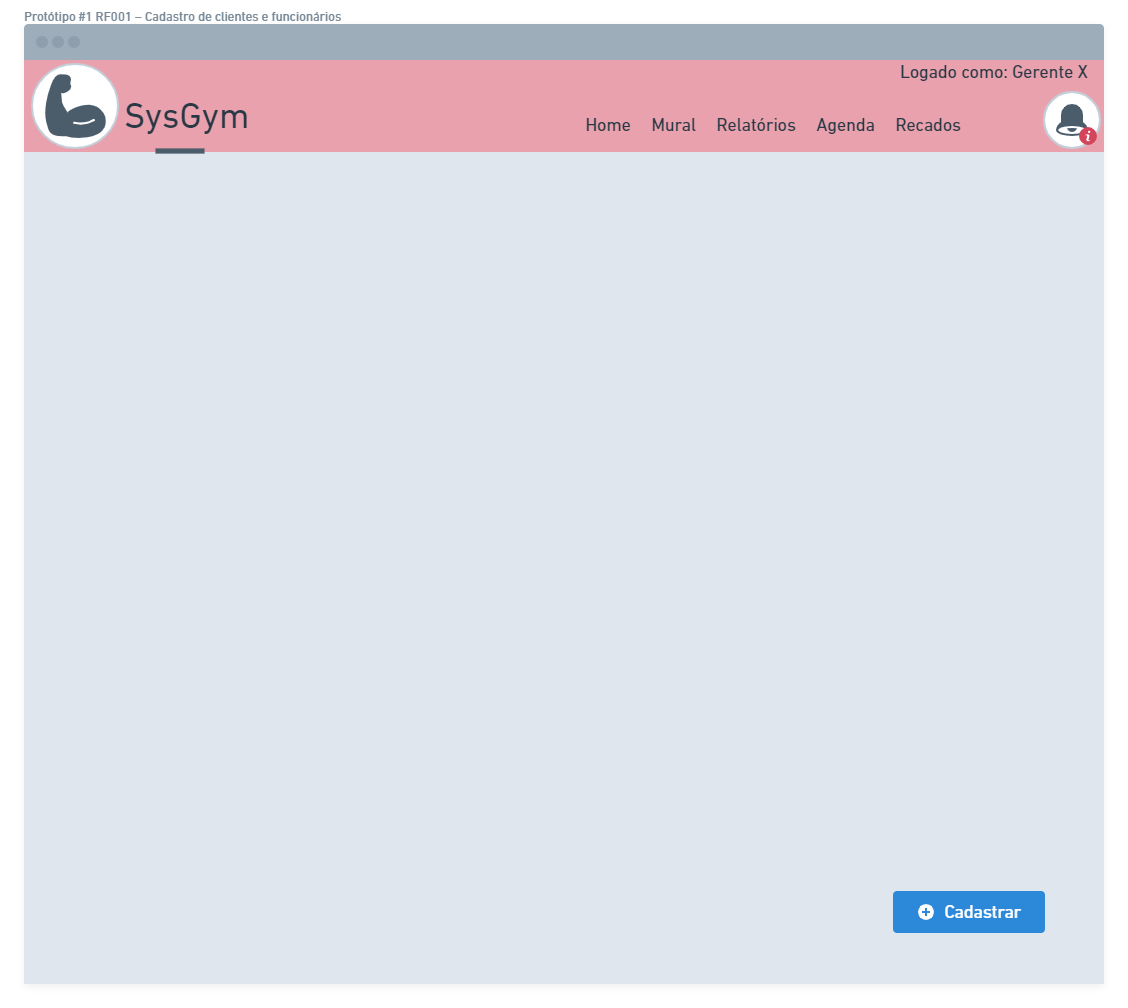 Protótipo #1 RF001 – Cadastro de clientes e funcionários
Logado como: Gerente X
SysGym
Home Mural Relatórios Agenda Recados
i
Cadastrar